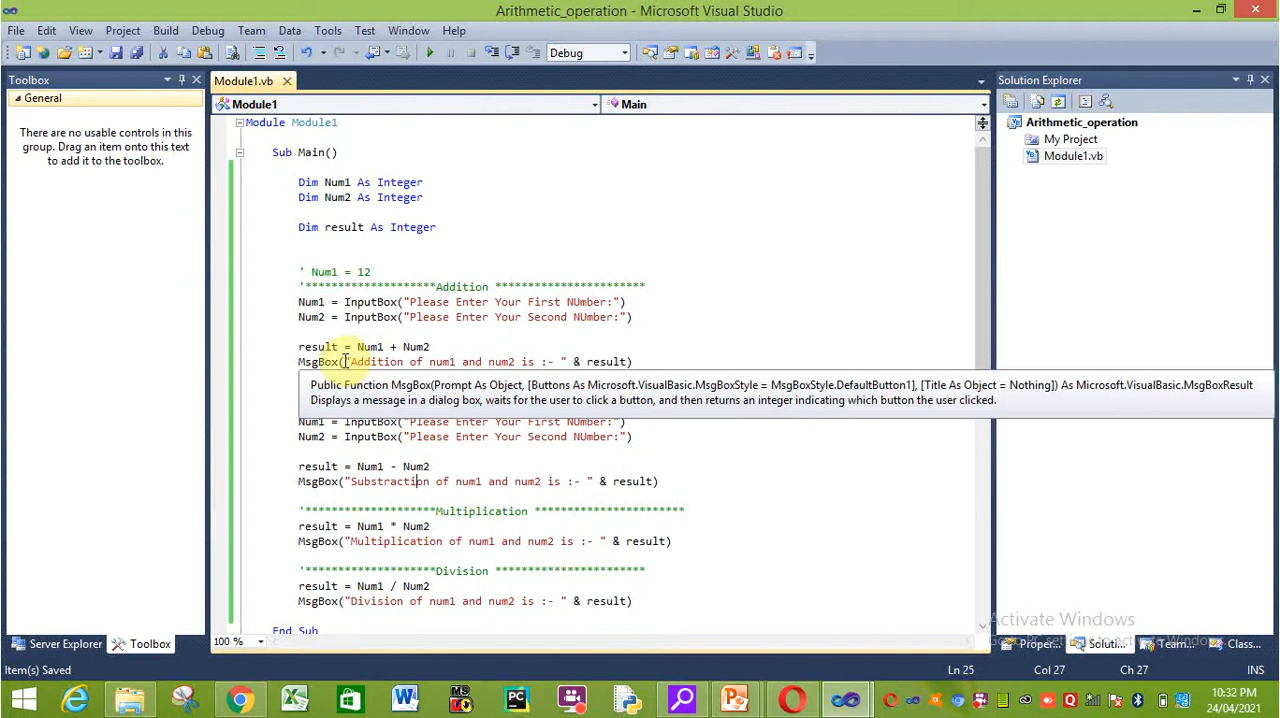 Arithmetic_operation - Microsoft Visual Studio
File Edit View Project Build Debug Team Data Tools Test Window Help
Debug
Toolbox
General
There are no usable controls in this
group. Drag an item onto this text
to add it to the toolbox.
Server Explorer Toolbox
Module1.vb
Module1 Main
Module Module1
Sub Main()
Dim Num1 As Integer
Dim Num2 As Integer
Dim result As Integer
' Num1 = 12
'********************Addition ***********************
Num1 = InputBox("Please Enter Your First NUmber:")
Num2 = InputBox("Please Enter Your Second NUmber:")
result = Num1 + Num2
MsgBox("Addition of num1 and num2 is :- " & result)
Public Function MsgBox(Prompt As Object, [Buttons As Microsoft.VisualBasic.MsgBoxStyle = MsgBoxStyle.DefaultButton1], [Title As Object = Nothing]) As Microsoft.VisualBasic.MsgBoxResult
Displays a message in a dialog box, waits for the user to click a button, and then returns an integer indicating which button the user clicked.
Num1 = InputBox("Please Enter Your First NUmber:")
Num2 = InputBox("Please Enter Your Second NUmber:")
result = Num1 - Num2
MsgBox("Substraction of num1 and num2 is :- " & result)
'********************Multiplication ***********************
result = Num1 * Num2
MsgBox("Multiplication of num1 and num2 is :- " & result)
'********************Division ***********************
result = Num1 / Num2
MsgBox("Division of num1 and num2 is :- " & result)
End Sub
100 %
Solution Explorer
Arithmetic_operation
My Project
Module1.vb
Activate Windows
Go to PC settings to activate Windows.
Proper... Soluti... Team... Class...
Item(s) Saved Ln 25 Col 27 Ch 27 INS
10:32 PM
24/04/2021